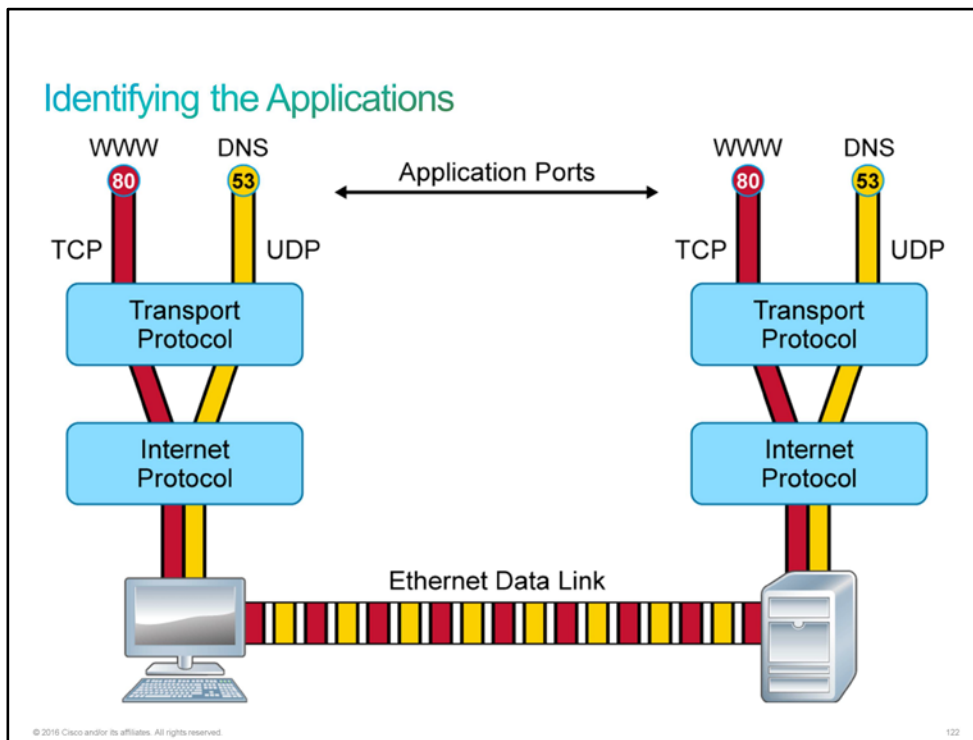 Identifying the Applications
WWW
DNS
80
53
Application Ports
WWW
DNS
80
53
TCP
UDP
TCP
UDP
Transport
Protocol
Transport
Protocol
Internet
Protocol
Internet
Protocol
Ethernet Data Link
© 2016 Cisco and/or its affiliates. All rights reserved.
122